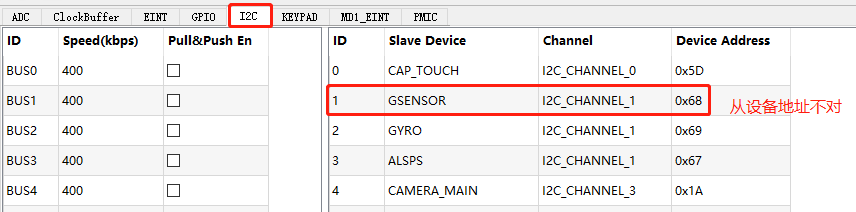 ADC ClockBuffer EINT GPIO I2C KEYPAD MD1_EINT PMIC
ID Speed(kbps) Pull&Push En ID Slave Device Channel Device Address
BUS0 400 0 CAP_TOUCH I2C_CHANNEL_0 0x5D
BUS1 400 1 GSENSOR I2C_CHANNEL_1 0x68 从设备地址不对
BUS2 400 2 GYRO I2C_CHANNEL_1 0x69
BUS3 400 3 ALSPS I2C_CHANNEL_1 0x67
BUS4 400 4 CAMERA_MAIN I2C_CHANNEL_3 0x1A